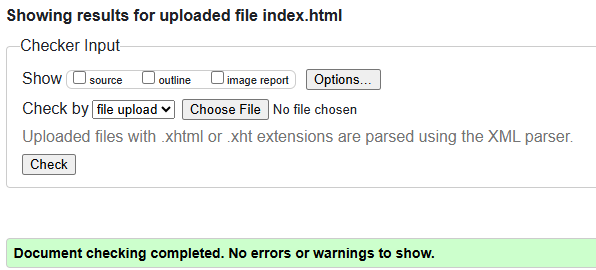 Showing results for uploaded file index.html
Checker Input
Show source outline image report Options...
Check by file upload Choose File No file chosen
Uploaded files with .xhtml or .xht extensions are parsed using the XML parser.
Check
Document checking completed. No errors or warnings to show.